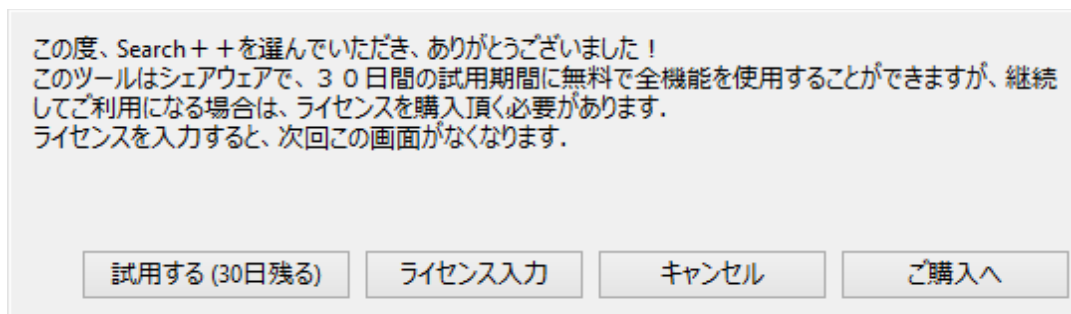 この度、Search＋＋を選んでいただき、ありがとうございました！
このツールはシェアウェアで、３０日間の試用期間に無料で全機能を使用することができますが、継続
してご利用になる場合は、ライセンスを購入頂く必要があります．
ライセンスを入力すると、次回この画面がなくなります．
試用する (30日残る)
ライセンス入力
キャンセル
ご購入へ